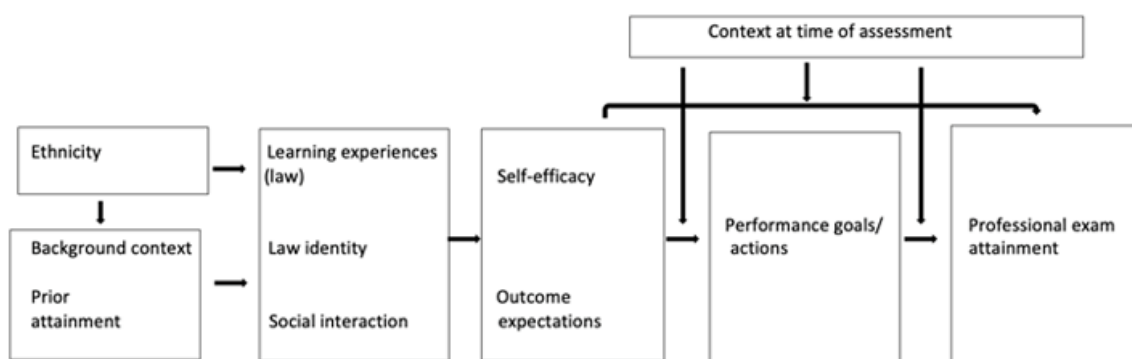 Context at time of assessment
Ethnicity
Background context
Prior
attainment
Learning experiences
(law)
Law identity
Social interaction
Self-efficacy
Outcome
expectations
Performance goals/
actions
Professional exam
attainment